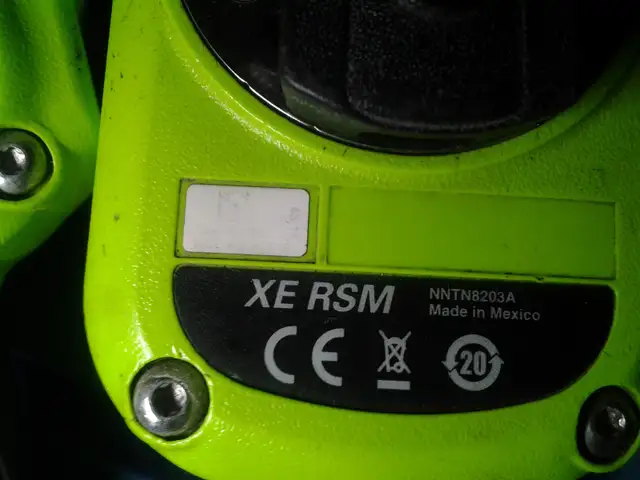 XE RSM
NNTN8203A
Made in Mexico
CE
20